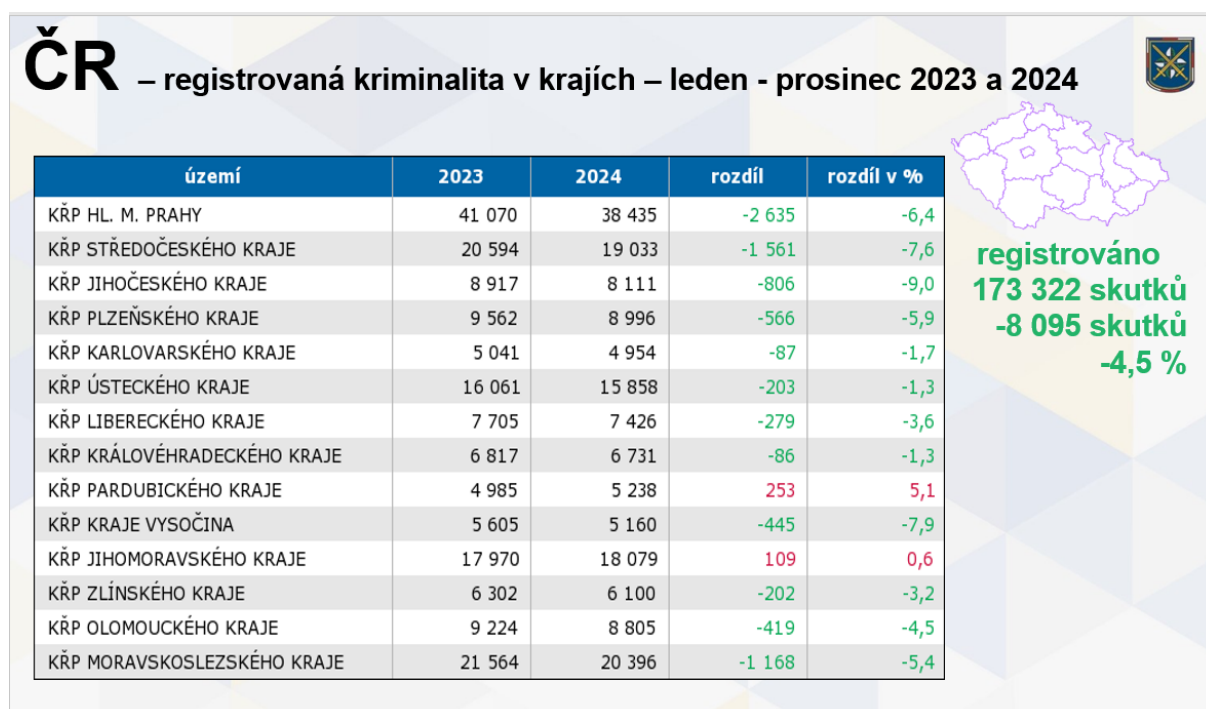 ČR – registrovaná kriminalita v krajích – leden - prosinec 2023 a 2024
území 2023 2024 rozdíl rozdíl v %
KŘP HL. M. PRAHY 41 070 38 435 -2 635 -6,4
KŘP STŘEDOČESKÉHO KRAJE 20 594 19 033 -1 561 -7,6
KŘP JIHOČESKÉHO KRAJE 8 917 8 111 -806 -9,0
KŘP PLZEŇSKÉHO KRAJE 9 562 8 996 -566 -5,9
KŘP KARLOVARSKÉHO KRAJE 5 041 4 954 -87 -1,7
KŘP ÚSTECKÉHO KRAJE 16 061 15 858 -203 -1,3
KŘP LIBERECKÉHO KRAJE 7 705 7 426 -279 -3,6
KŘP KRÁLOVÉHRADECKÉHO KRAJE 6 817 6 731 -86 -1,3
KŘP PARDUBICKÉHO KRAJE 4 985 5 238 253 5,1
KŘP KRAJE VYSOČINA 5 605 5 160 -445 -7,9
KŘP JIHOMORAVSKÉHO KRAJE 17 970 18 079 109 0,6
KŘP ZLÍNSKÉHO KRAJE 6 302 6 100 -202 -3,2
KŘP OLOMOUCKÉHO KRAJE 9 224 8 805 -419 -4,5
KŘP MORAVSKOSLEZSKÉHO KRAJE 21 564 20 396 -1 168 -5,4
registrováno
173 322 skutků
-8 095 skutků
-4,5 %